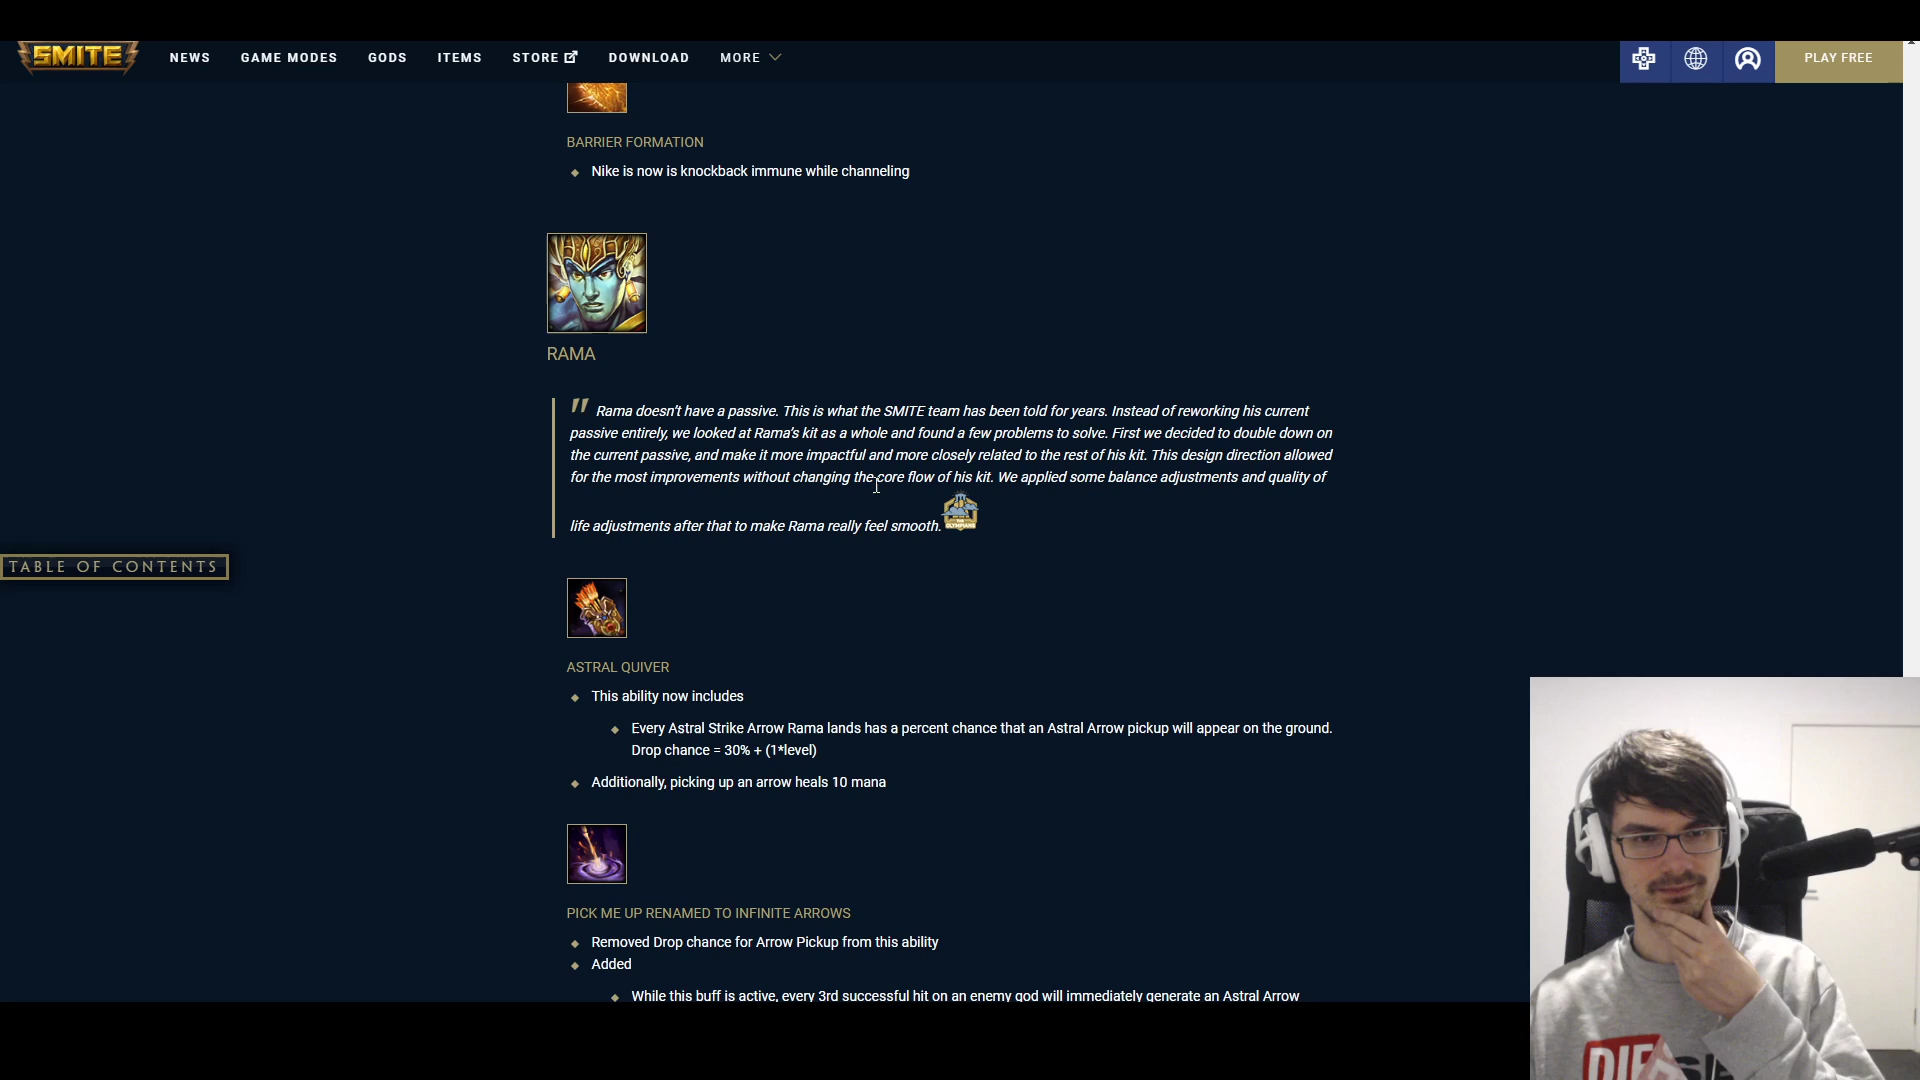 SMITE
NEWS
GAME MODES
GODS
ITEMS
STORE
DOWNLOAD
MORE
PLAY FREE
BARRIER FORMATION
Nike is now is knockback immune while channeling
RAMA
" Rama doesn't have a passive. This is what the SMITE team has been told for years. Instead of reworking his current
passive entirely, we looked at Rama's kit as a whole and found a few problems to solve. First we decided to double down on
the current passive, and make it more impactful and more closely related to the rest of his kit. This design direction allowed
for the most improvements without changing the core flow of his kit. We applied some balance adjustments and quality of
life adjustments after that to make Rama really feel smooth.
OLYMPIANS
TABLE OF CONTENTS
ASTRAL QUIVER
This ability now includes
Every Astral Strike Arrow Rama lands has a percent chance that an Astral Arrow pickup will appear on the ground.
Drop chance = 30% + (1*level)
Additionally, picking up an arrow heals 10 mana
PICK ME UP RENAMED TO INFINITE ARROWS
Removed Drop chance for Arrow Pickup from this ability
Added
While this buff is active, every 3rd successful hit on an enemy god will immediately generate an Astral Arrow